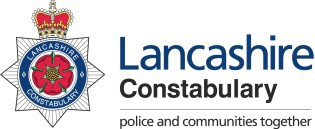 LANCASHIRE
CONSTABULARY
Lancashire
Constabulary
police and communities together